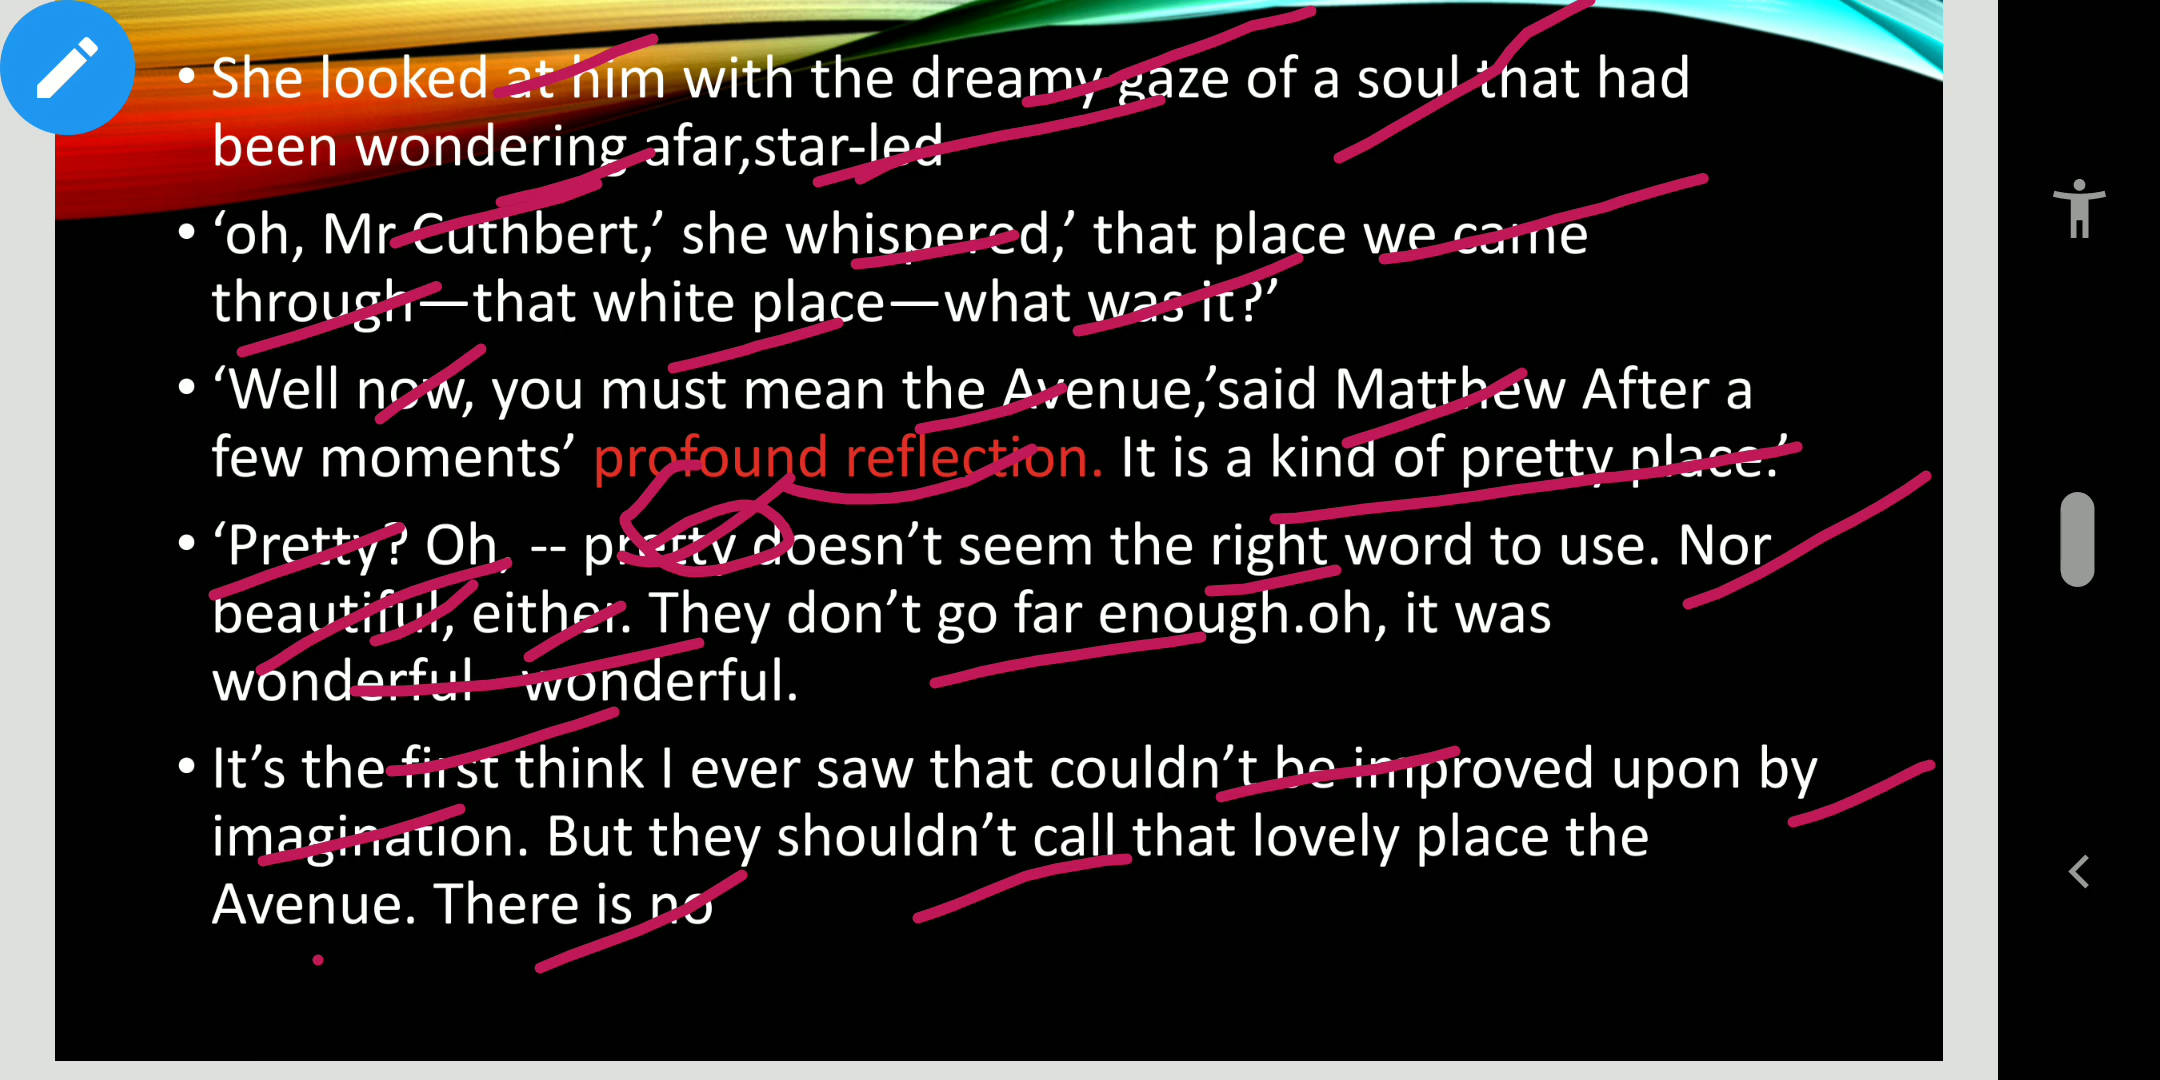 • She looked at him with the dreamy gaze of a soul that had
been wondering afar,star-led
• ‘oh, Mr Cuthbert,’ she whispered,’ that place we came
through—that white place—what was it?’
• ‘Well now, you must mean the Avenue,’said Matthew After a
few moments’ profound reflection. It is a kind of pretty place.’
• ‘Pretty? Oh, -- pretty doesn’t seem the right word to use. Nor
beautiful, either. They don’t go far enough.oh, it was
wonderful wonderful.
• It’s the first think I ever saw that couldn’t be improved upon by
imagination. But they shouldn’t call that lovely place the
Avenue. There is no